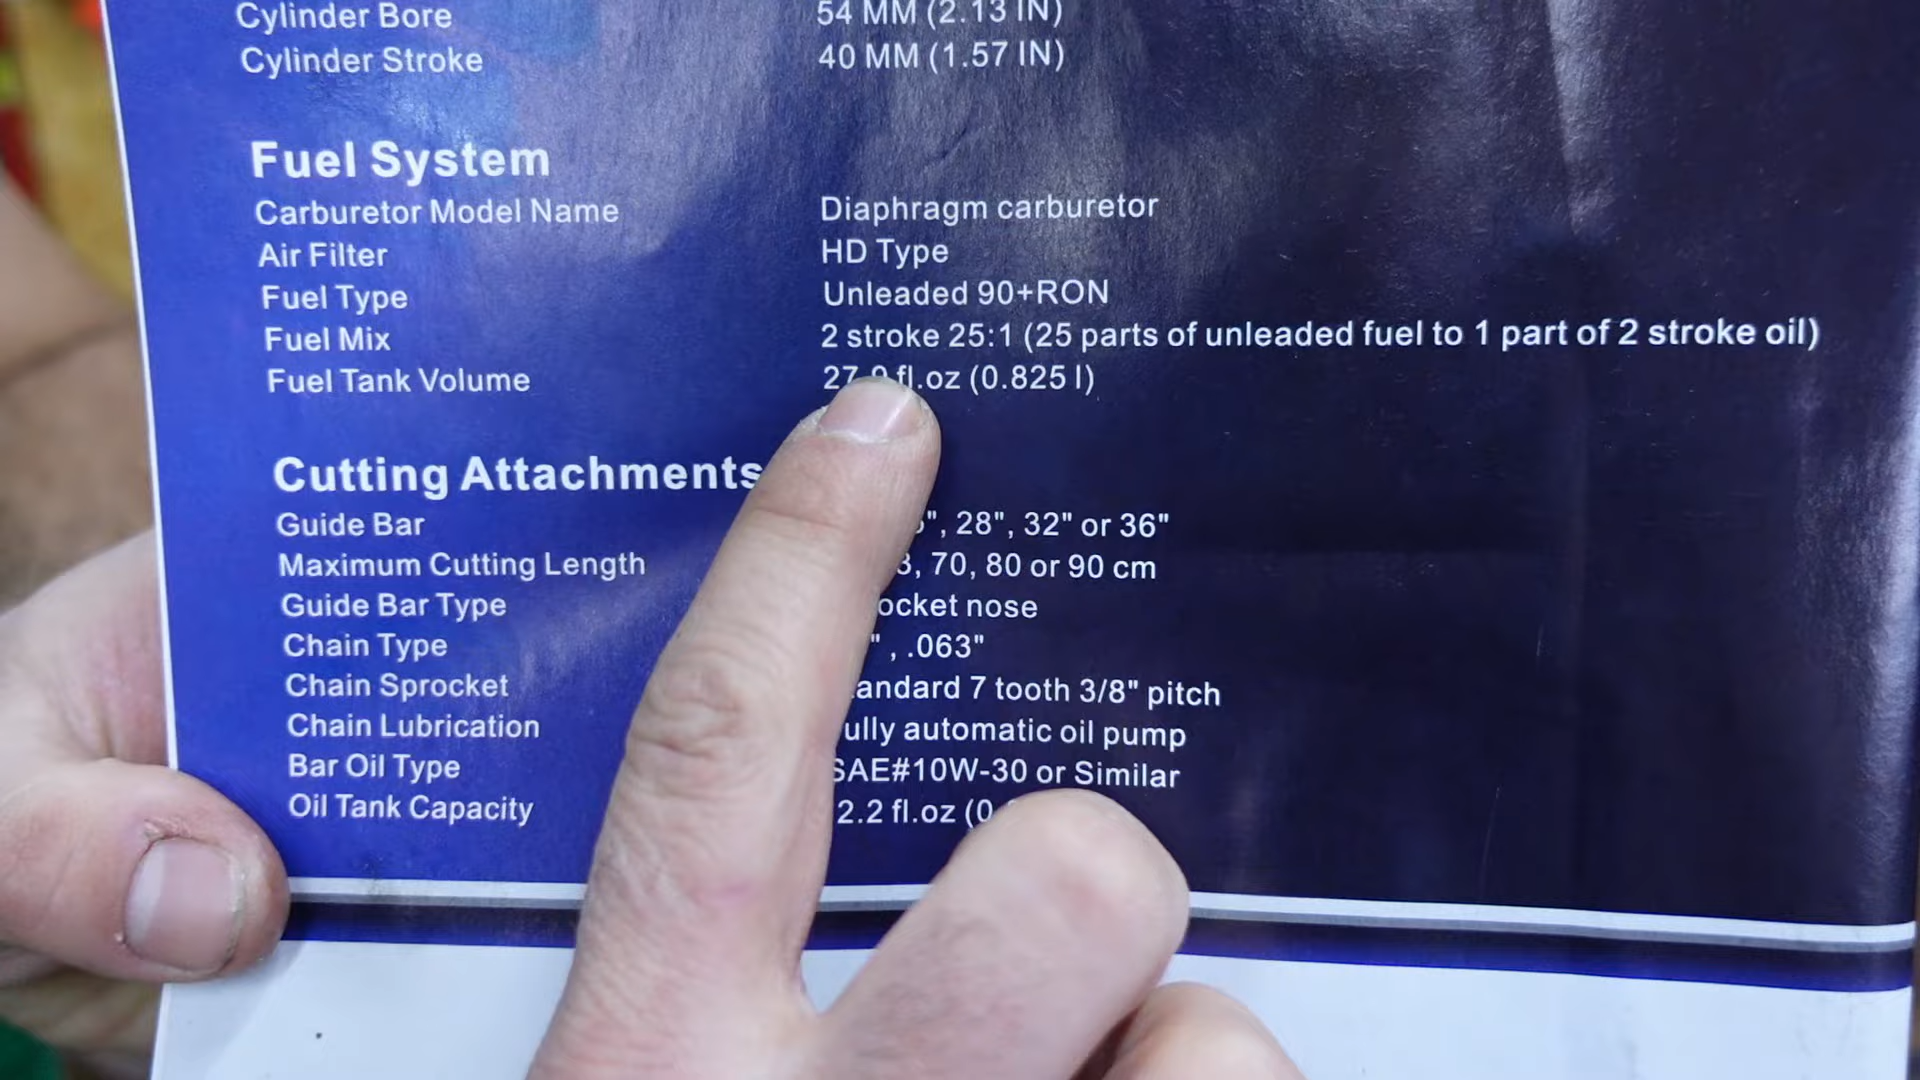 Cylinder Bore 54 MM (2.13 IN)
Cylinder Stroke 40 MM (1.57 IN)
Fuel System
Carburetor Model Name Diaphragm carburetor
Air Filter HD Type
Fuel Type Unleaded 90+RON
Fuel Mix 2 stroke 25:1 (25 parts of unleaded fuel to 1 part of 2 stroke oil)
Fuel Tank Volume fl.oz (0.825 l)
Cutting Attachments
Guide Bar 28", 32" or 36"
Maximum Cutting Length 70, 80 or 90 cm
Guide Bar Type nose
Chain Type .063"
Chain Sprocket 7 tooth 3/8" pitch
Chain Lubrication automatic oil pump
Bar Oil Type SAE#10W-30 or Similar
Oil Tank Capacity fl.oz